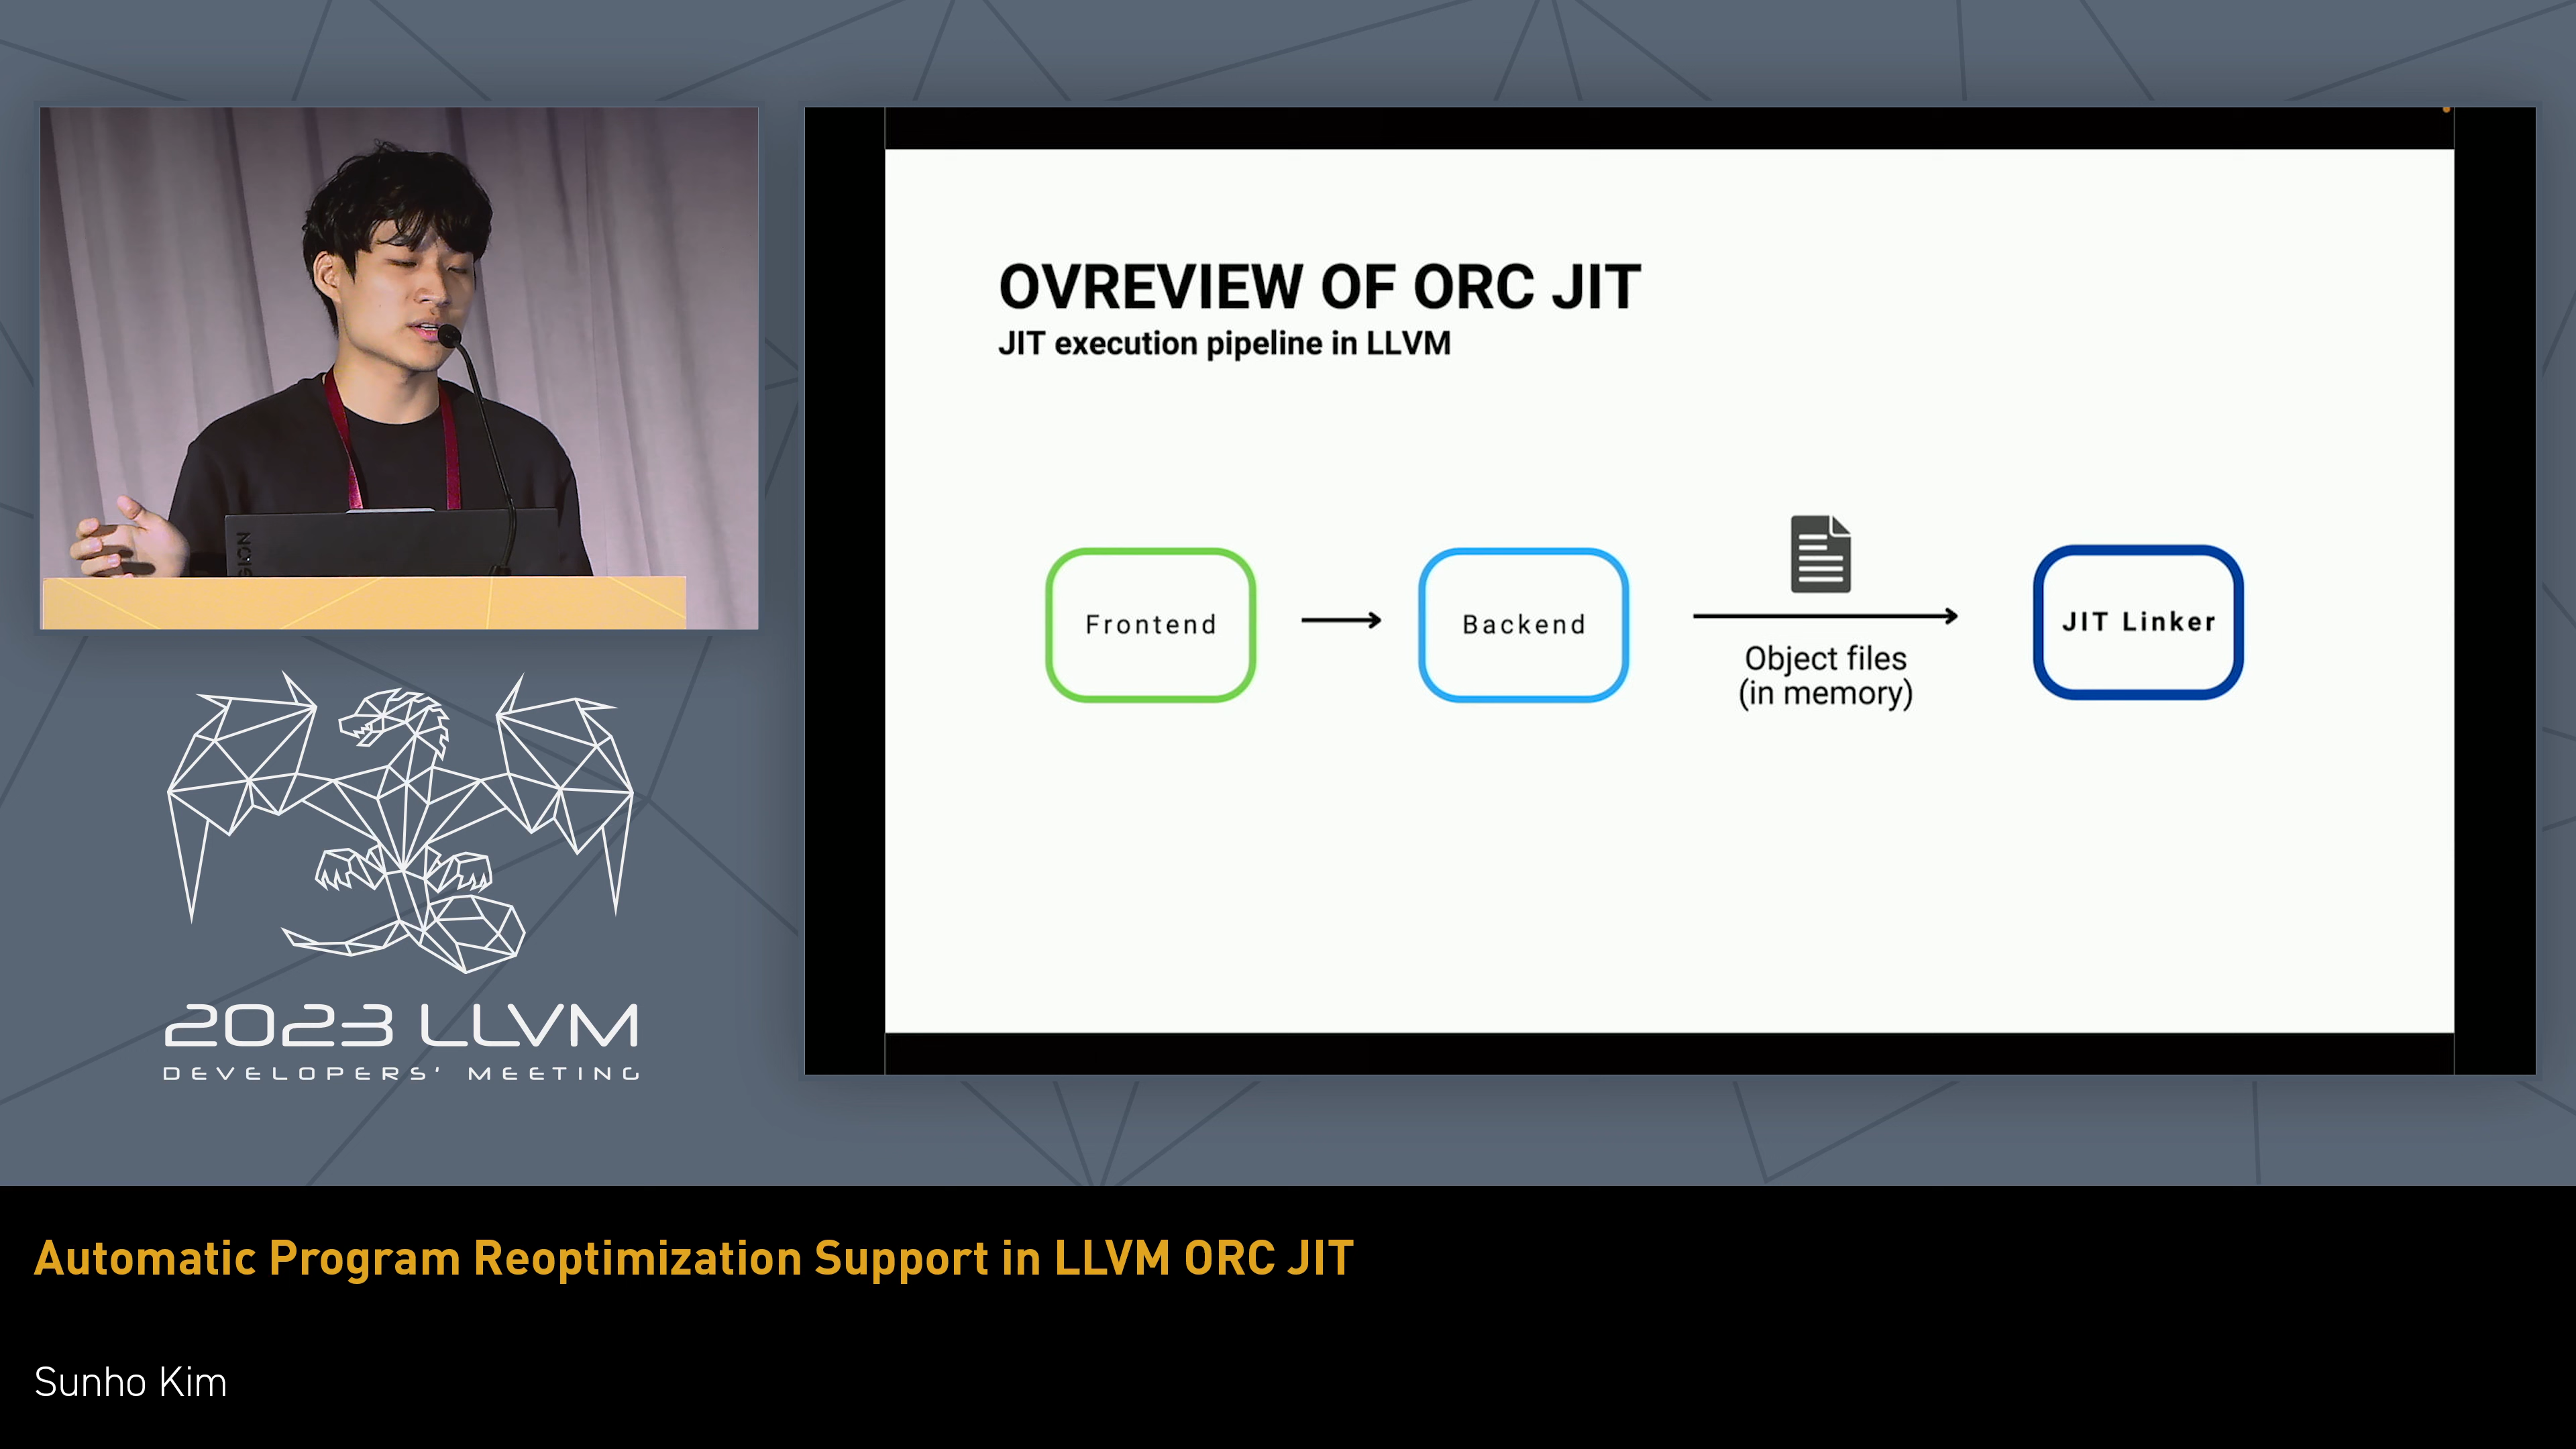 OVREVIEW OF ORC JIT
JIT execution pipeline in LLVM
Frontend
Backend
Object files
(in memory)
JIT Linker
2023 LLVM
DEVELOPERS' MEETING
Automatic Program Reoptimization Support in LLVM ORC JIT
Sunho Kim